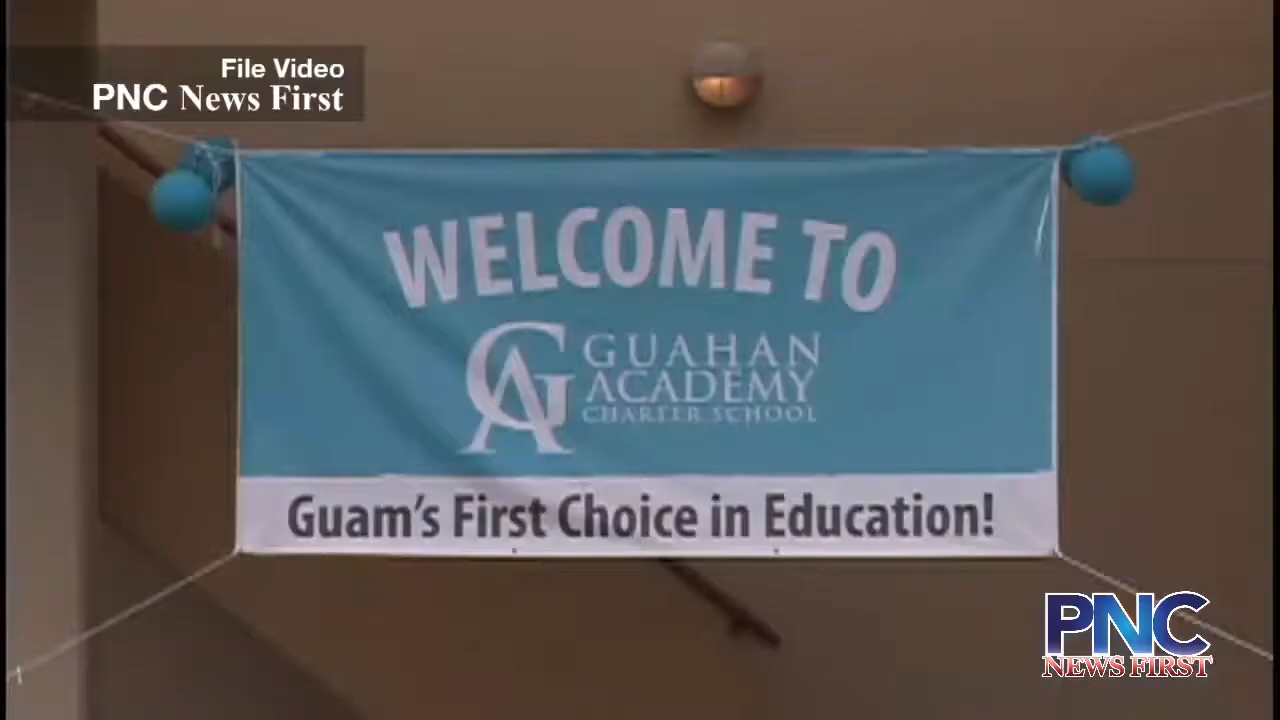 File Video
PNC News First
WELCOME TO
GA
GUAHAN
ACADEMY
CHARTER SCHOOL
Guam's First Choice in Education!
PNC
NEWS FIRST